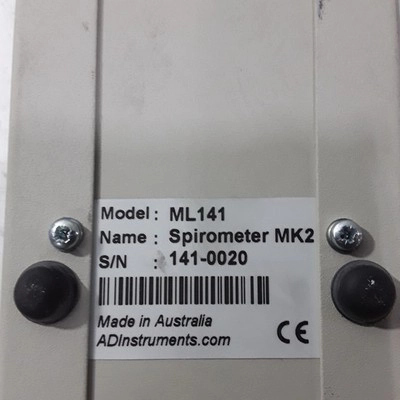 Model : ML141
Name : Spirometer MK2
S/N : 141-0020
Made in Australia
ADInstruments.com
CE